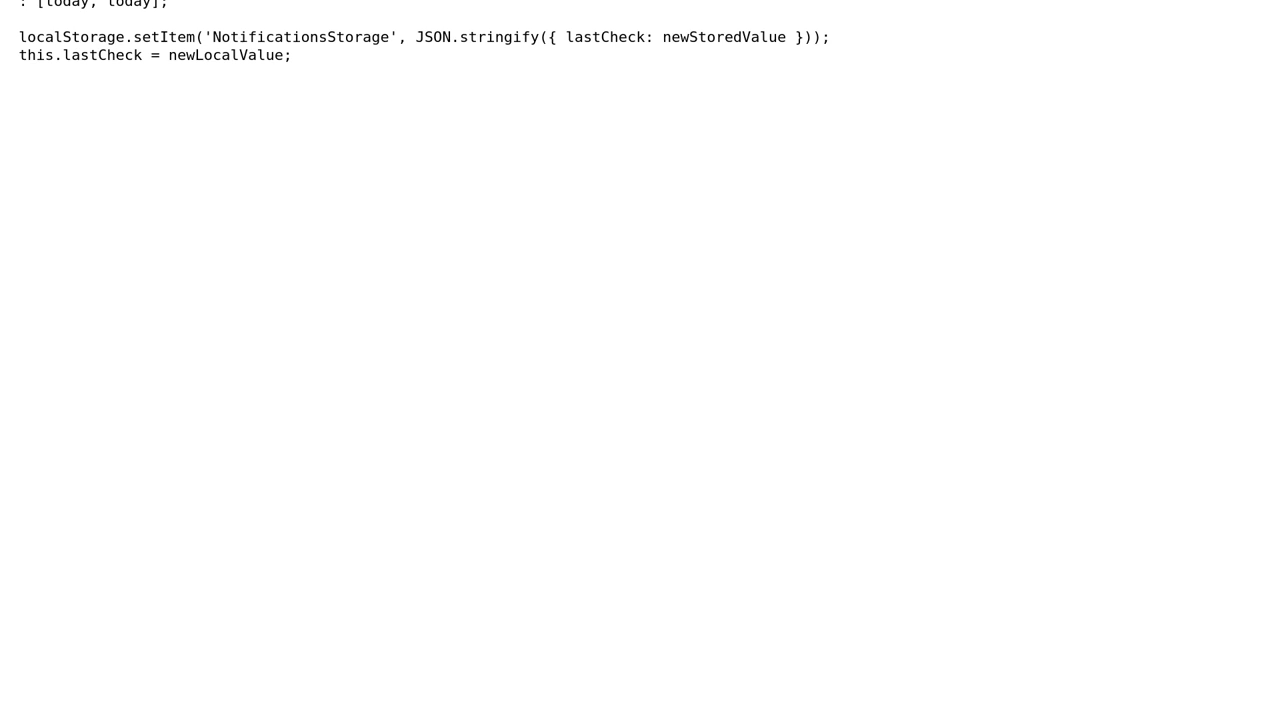 : [today, today];
localStorage.setItem('NotificationsStorage', JSON.stringify({ lastCheck: newStoredValue }));
this.lastCheck = newLocalValue;